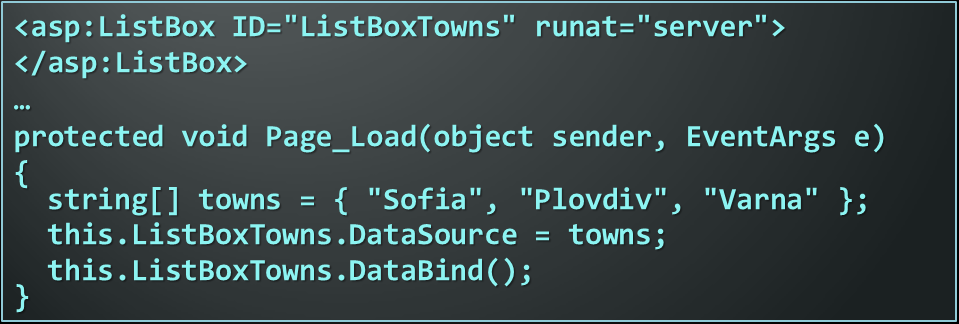 <asp:ListBox ID="ListBoxTowns" runat="server">
</asp:ListBox>
…
protected void Page_Load(object sender, EventArgs e)
{
  string[] towns = { "Sofia", "Plovdiv", "Varna" };
  this.ListBoxTowns.DataSource = towns;
  this.ListBoxTowns.DataBind();
}